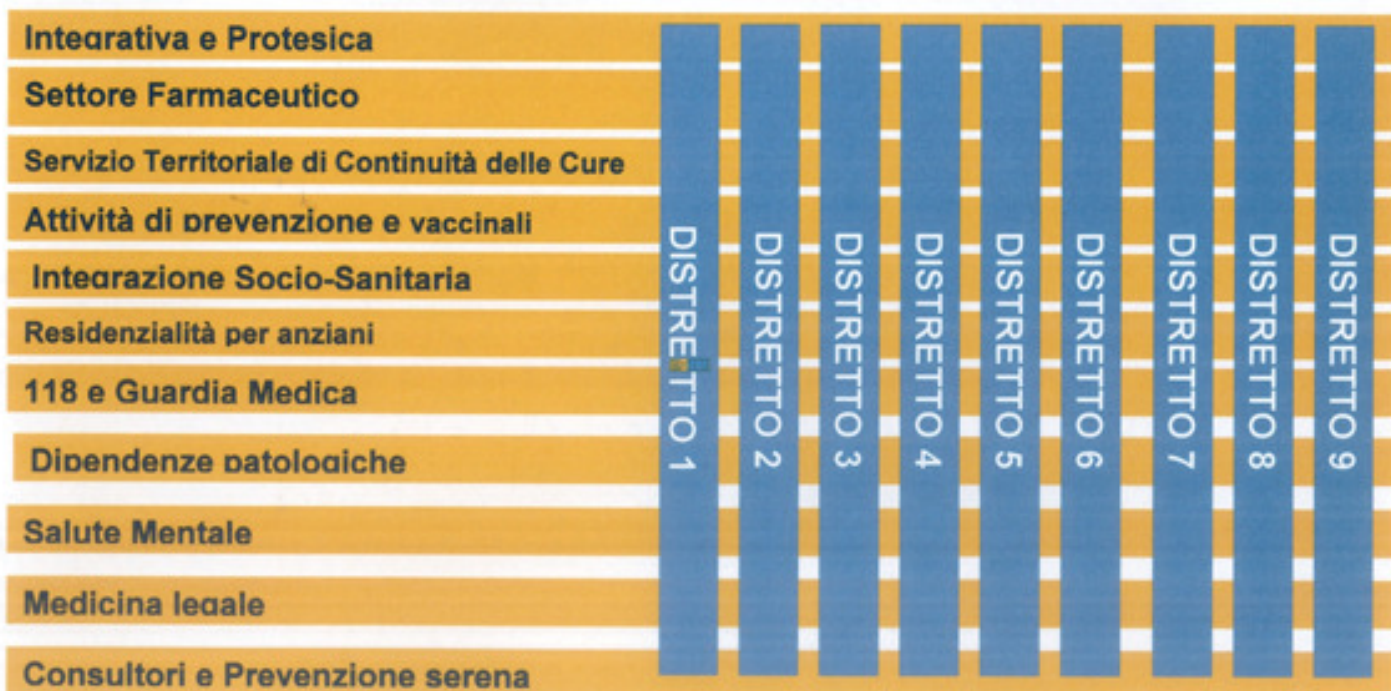 Integrativa e Protesica
Settore Farmaceutico
Servizio Territoriale di Continuità delle Cure
Attività di prevenzione e vaccinali
Integrazione Socio-Sanitaria
Residenzialità per anziani
118 e Guardia Medica
Dipendenze patologiche
Salute Mentale
Medicina legale
Consultori e Prevenzione serena
DISTRETTO 1
DISTRETTO 2
DISTRETTO 3
DISTRETTO 4
DISTRETTO 5
DISTRETTO 6
DISTRETTO 7
DISTRETTO 8
DISTRETTO 9